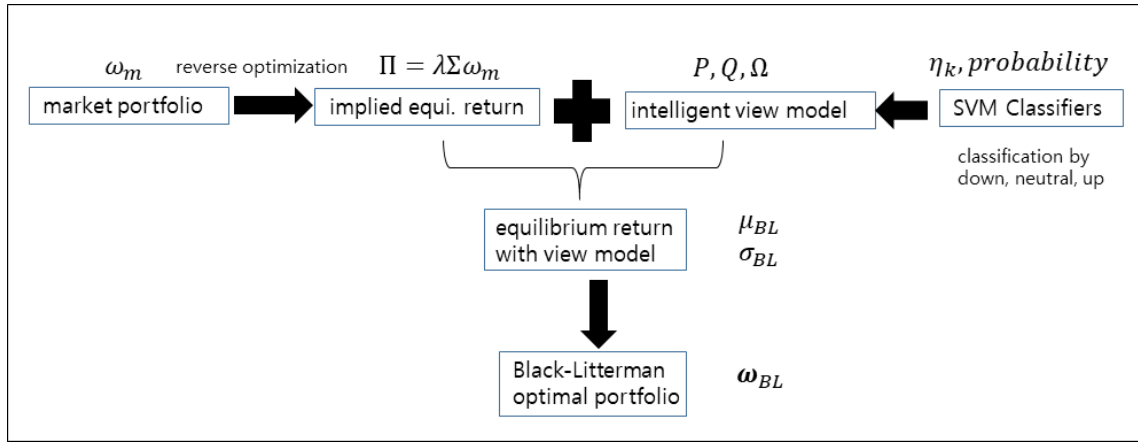 ω_m reverse optimization Π = λΣω_m P, Q, Ω η_k, probability
market portfolio implied equi. return intelligent view model SVM Classifiers
classification by
down, neutral, up
equilibrium return
with view model
μ_BL
σ_BL
Black-Litterman
optimal portfolio
ω_BL